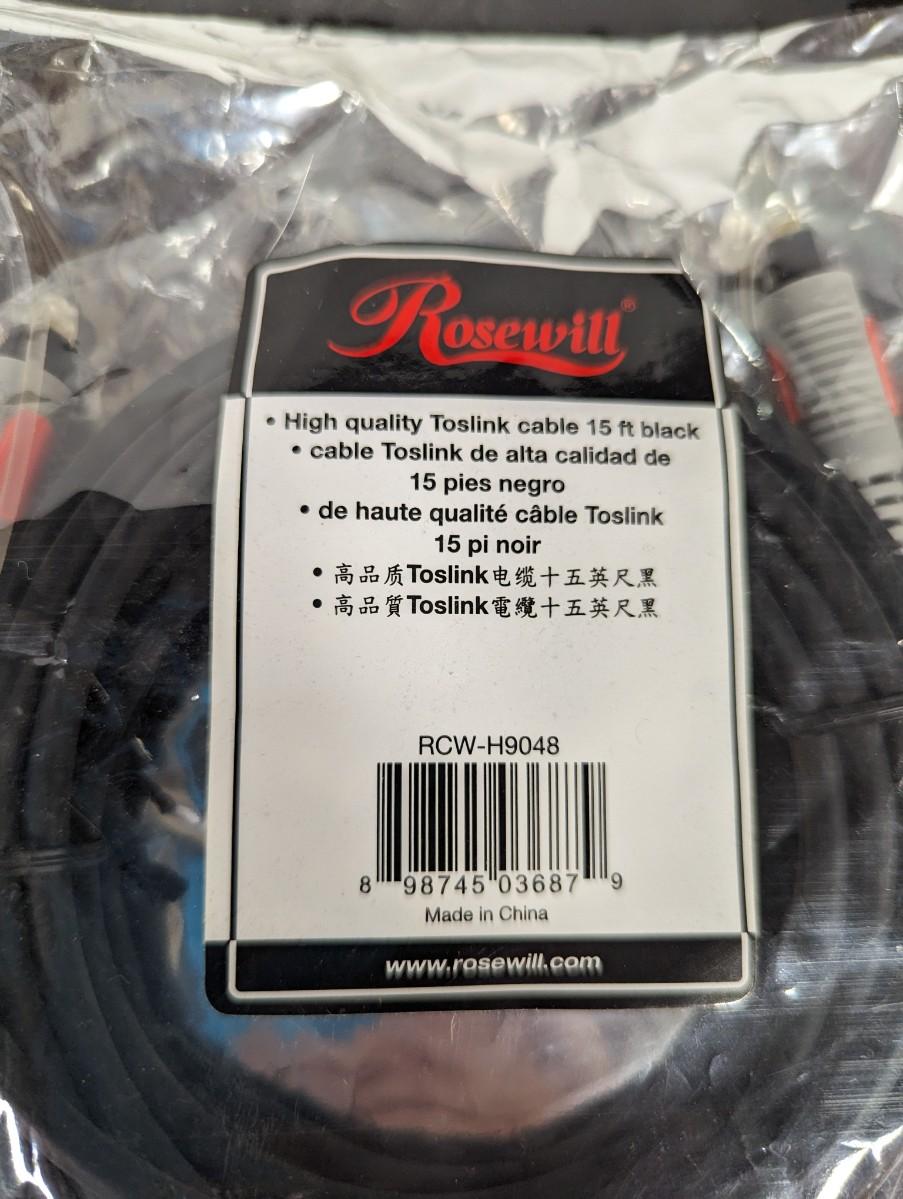 Rosewill®
• High quality Toslink cable 15 ft black
• cable Toslink de alta calidad de
15 pies negro
• de haute qualité câble Toslink
15 pi noir
• 高品质Toslink电缆十五英尺黑
• 高品質Toslink電纜十五英尺黑
RCW-H9048
8 98745 03687 9
Made in China
www.rosewill.com